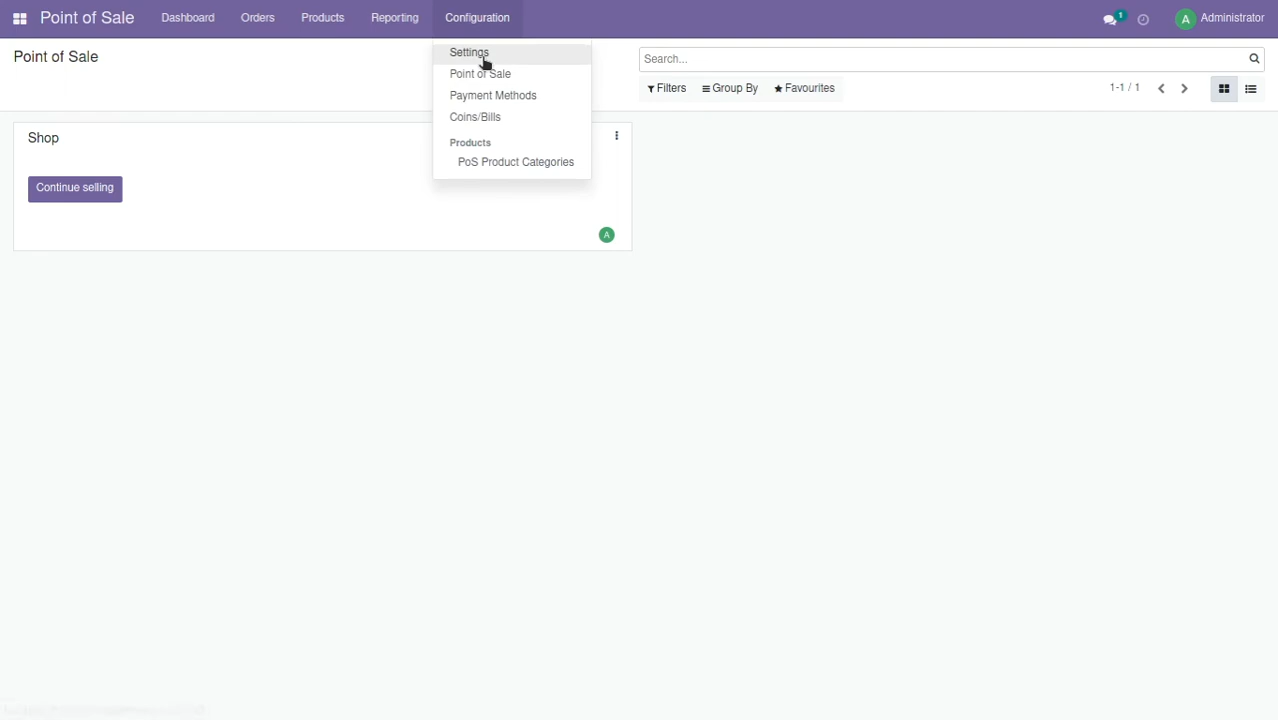 Point of Sale Dashboard Orders Products Reporting Configuration 1 A Administrator
Point of Sale
Settings
Point of Sale
Payment Methods
Coins/Bills
Products
PoS Product Categories
Search...
Filters Group By Favourites 1-1 / 1
Shop
Continue selling
A